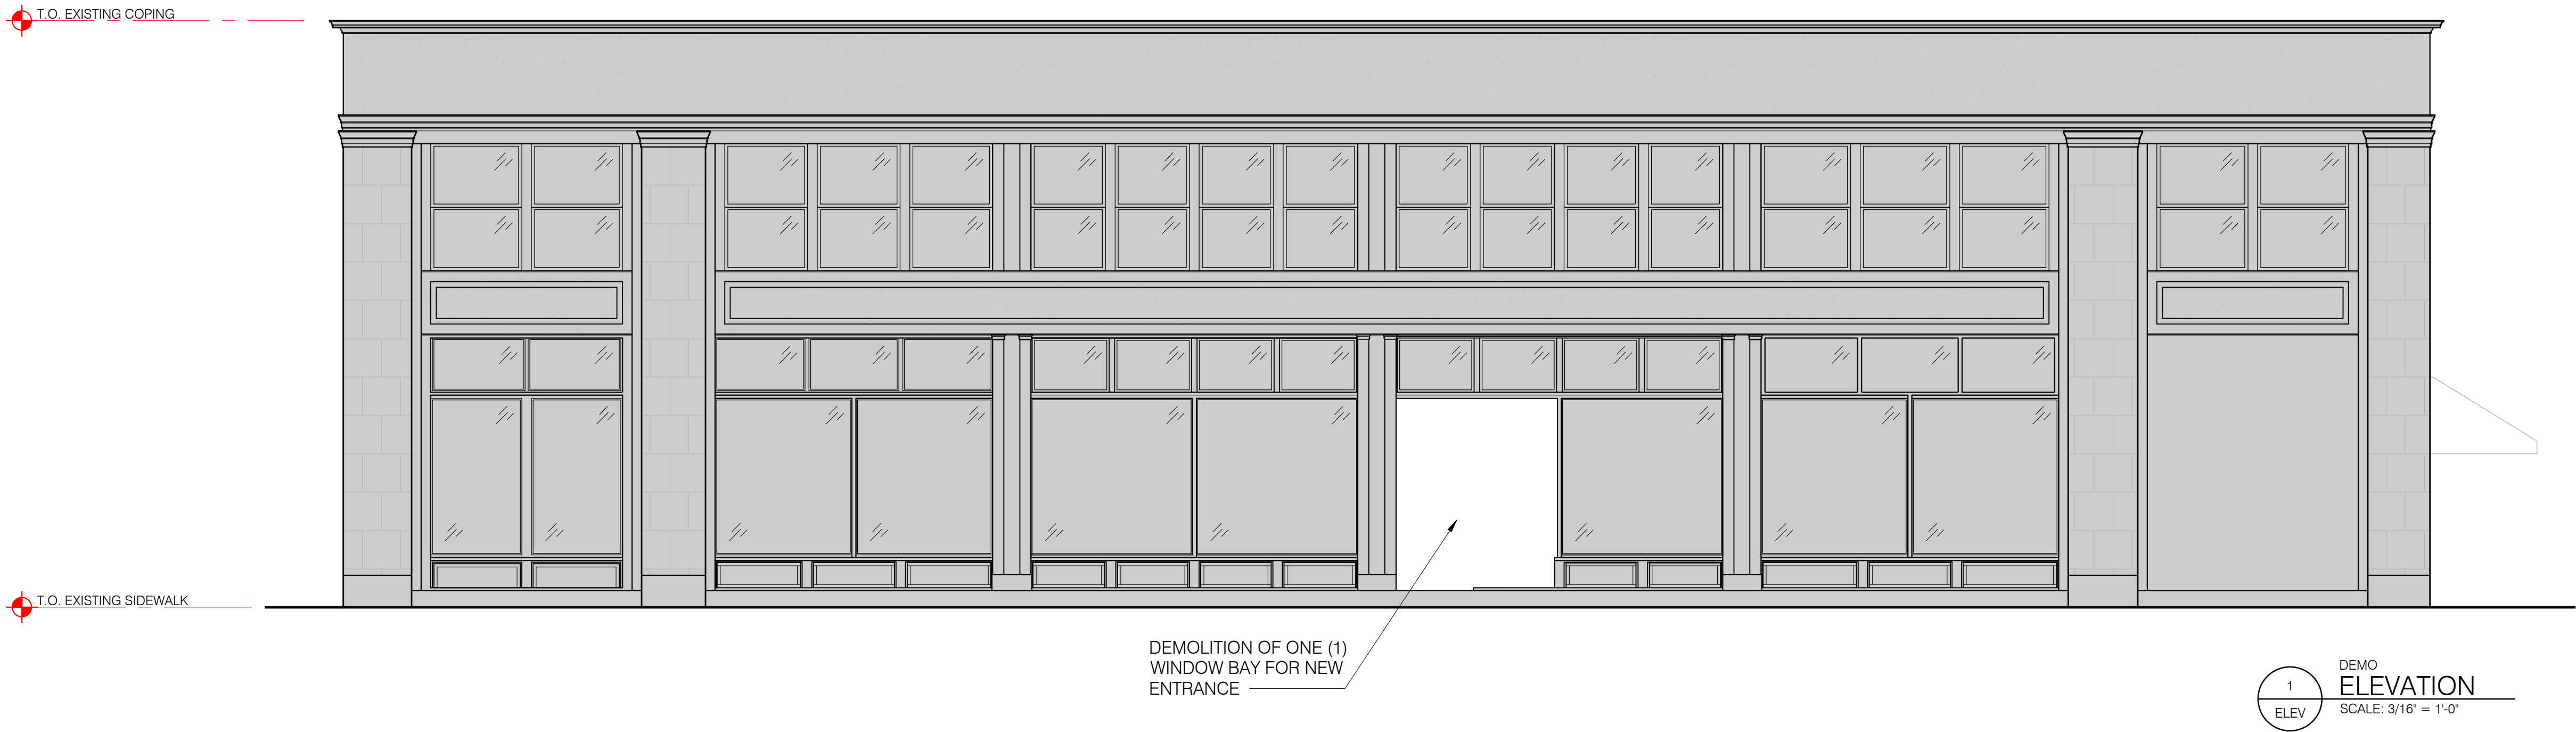 T.O. EXISTING COPING
T.O. EXISTING SIDEWALK
DEMOLITION OF ONE (1)
WINDOW BAY FOR NEW
ENTRANCE
1
ELEV
DEMO
ELEVATION
SCALE: 3/16" = 1'-0"